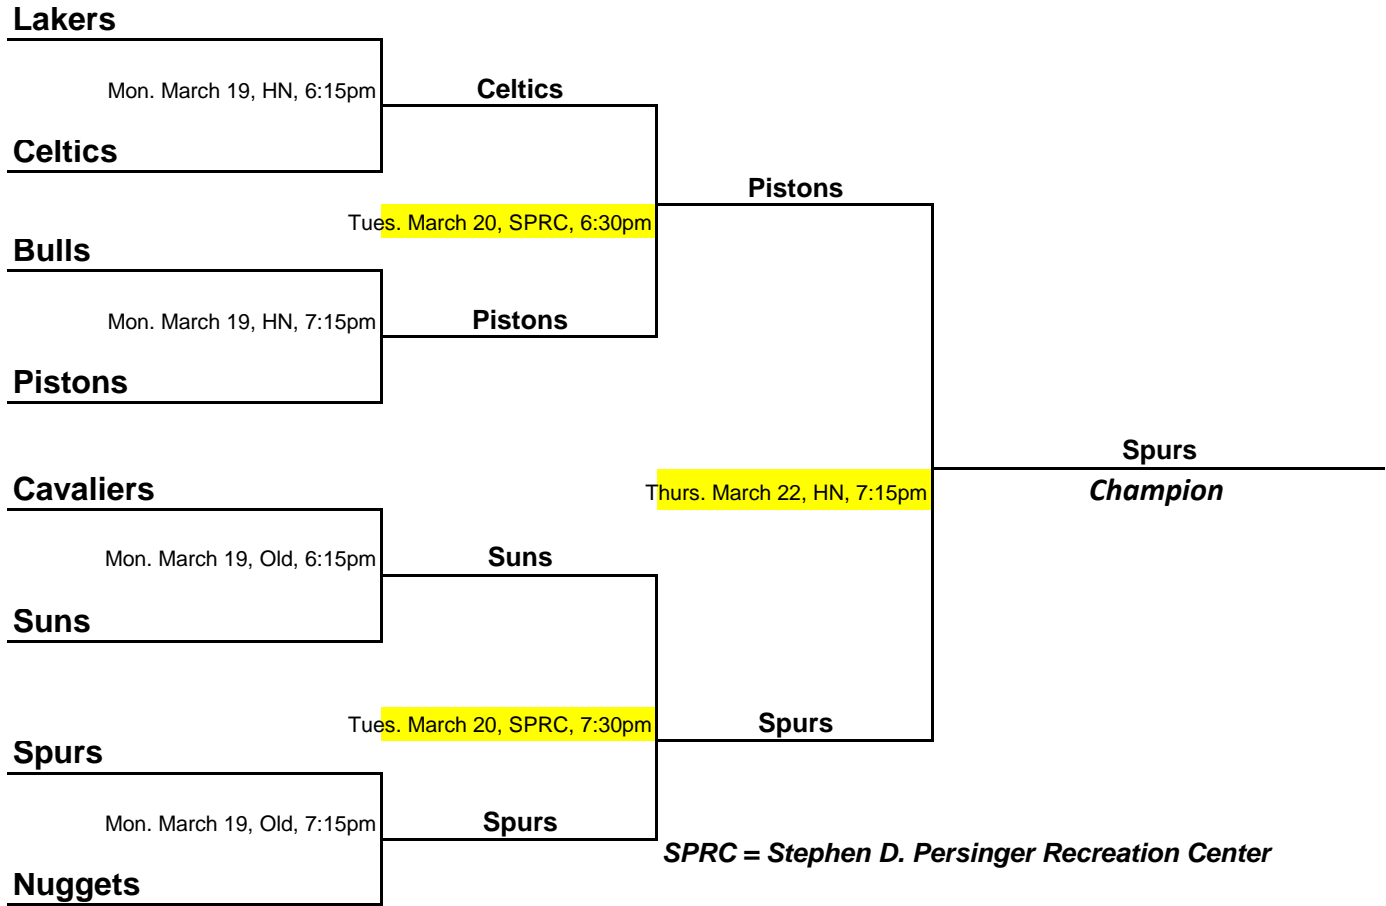 Lakers
Mon. March 19, HN, 6:15pm
Celtics
Celtics
Pistons
Tues. March 20, SPRC, 6:30pm
Bulls
Mon. March 19, HN, 7:15pm
Pistons
Pistons
Spurs
Cavaliers
Thurs. March 22, HN, 7:15pm
Champion
Mon. March 19, Old, 6:15pm
Suns
Suns
Tues. March 20, SPRC, 7:30pm
Spurs
Spurs
Mon. March 19, Old, 7:15pm
Spurs
SPRC = Stephen D. Persinger Recreation Center
Nuggets